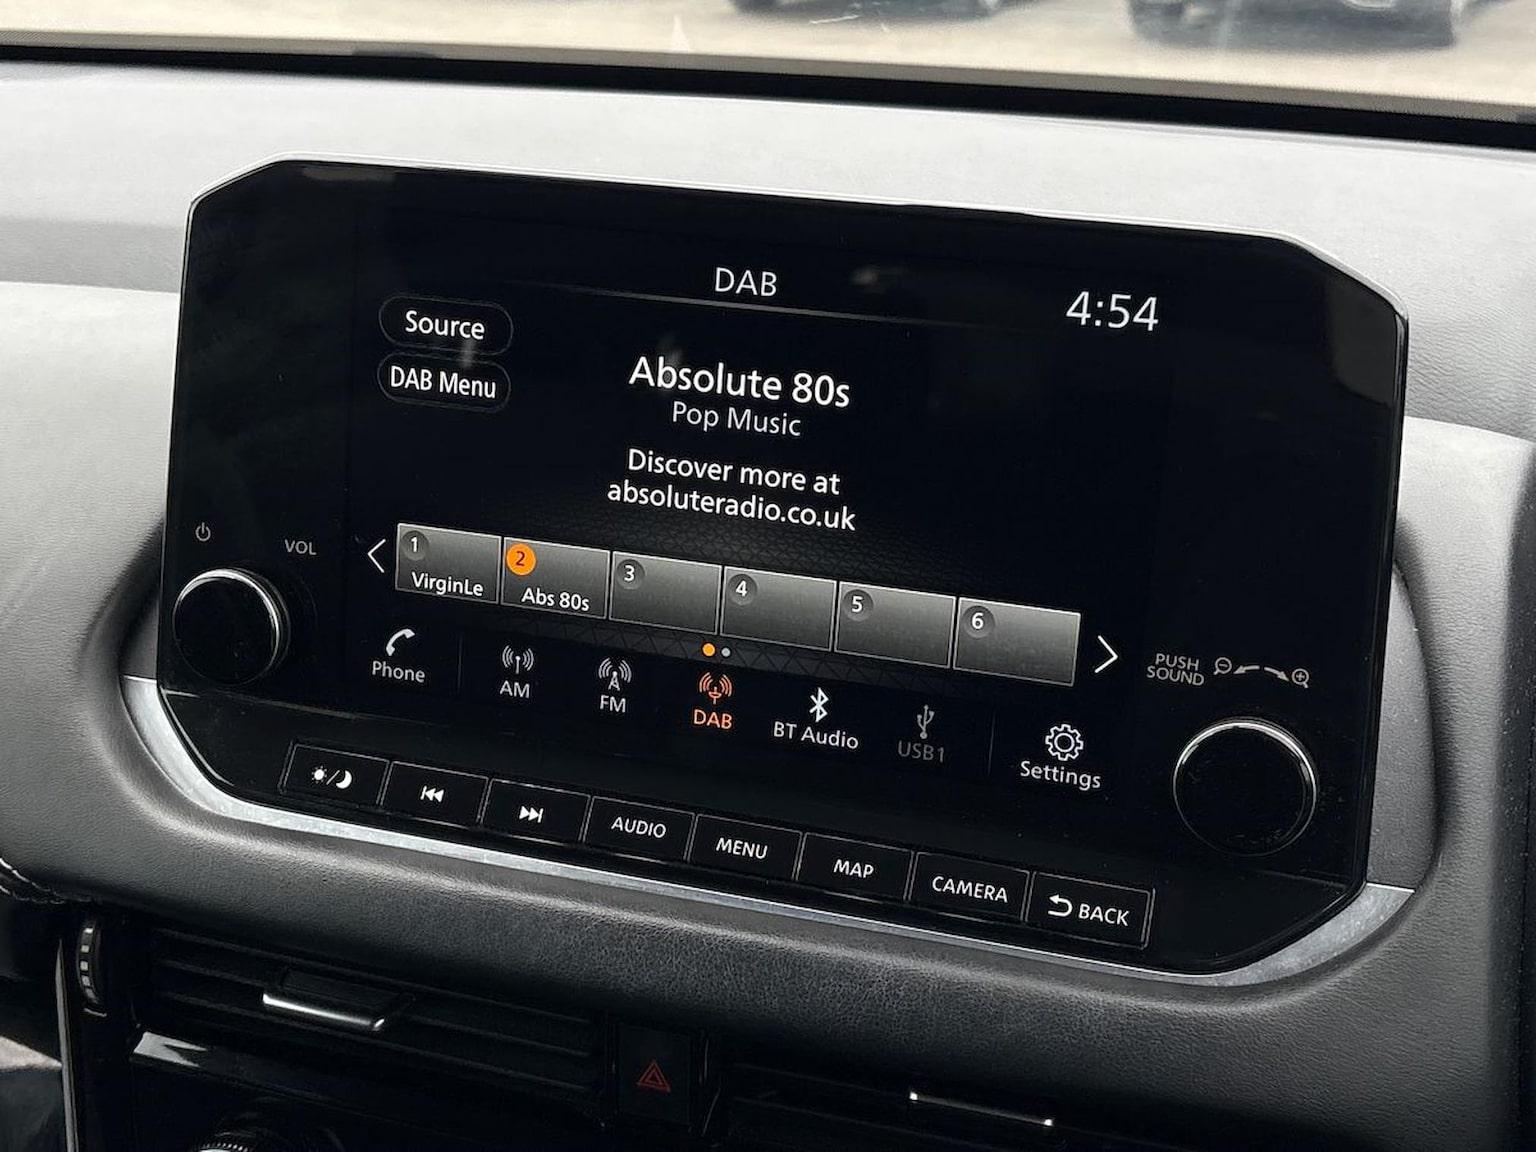 DAB
4:54
Source
DAB Menu
Absolute 80s
Pop Music
Discover more at
absoluteradio.co.uk
VOL
1
VirginLe
2
Abs 80s
3
4
5
6
Phone
AM
FM
DAB
BT Audio
USB1
Settings
PUSH
SOUND
AUDIO
MENU
MAP
CAMERA
BACK